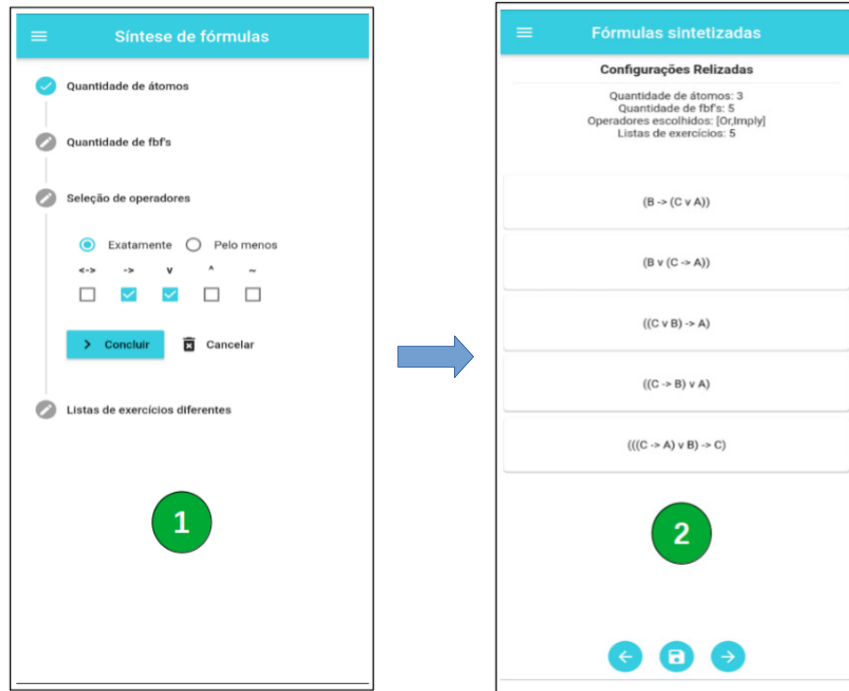 Síntese de fórmulas
Quantidade de átomos
Quantidade de fbf's
Seleção de operadores
Exatamente Pelo menos
<-> -> v ^ ~
Concluir Cancelar
Listas de exercícios diferentes
1
Fórmulas sintetizadas
Configurações Relizadas
Quantidade de átomos: 3
Quantidade de fbf's: 5
Operadores escolhidos: [Or,Imply]
Listas de exercícios: 5
(B -> (C v A))
(B v (C -> A))
((C v B) -> A)
((C -> B) v A)
(((C -> A) v B) -> C)
2